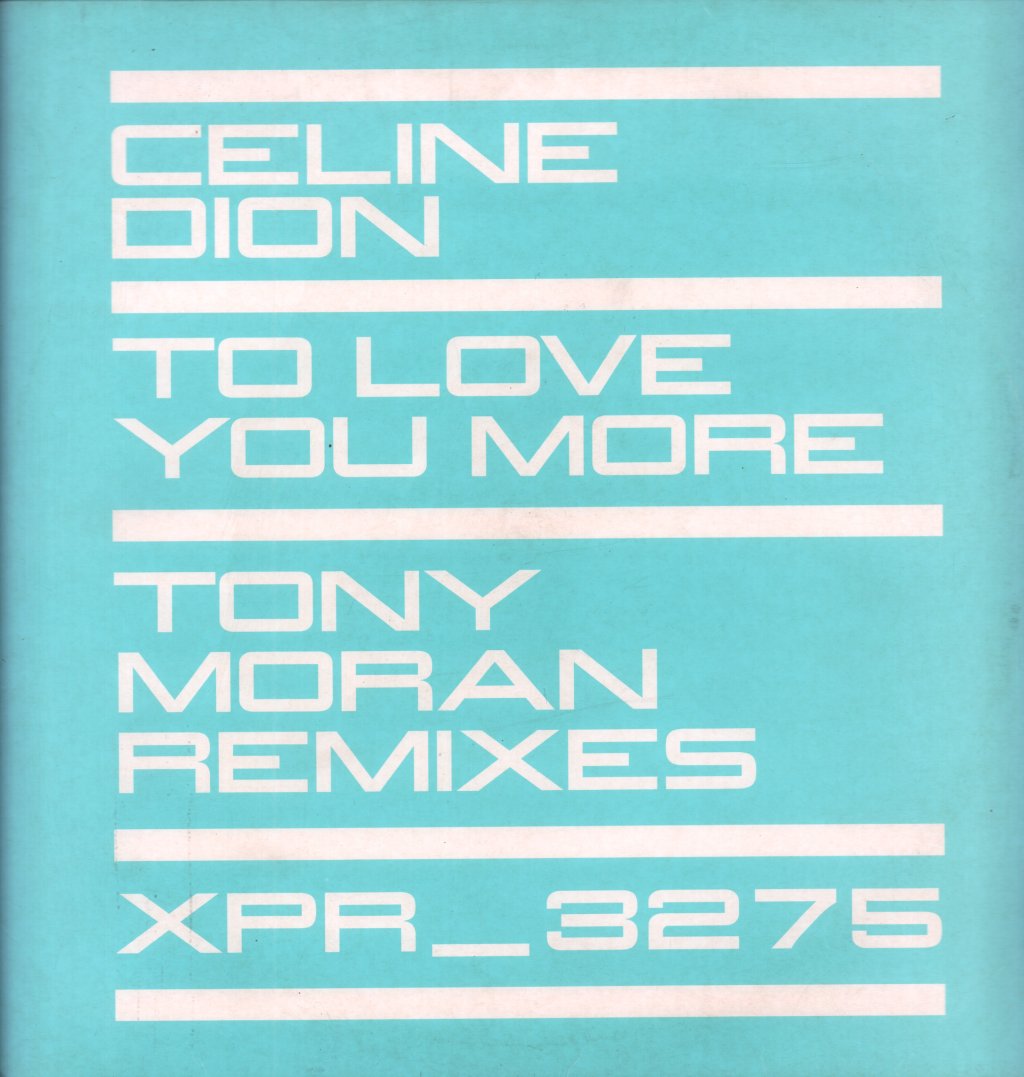 CELINE
DION
TO LOVE
YOU MORE
TONY
MORAN
REMIXES
XPR_3275